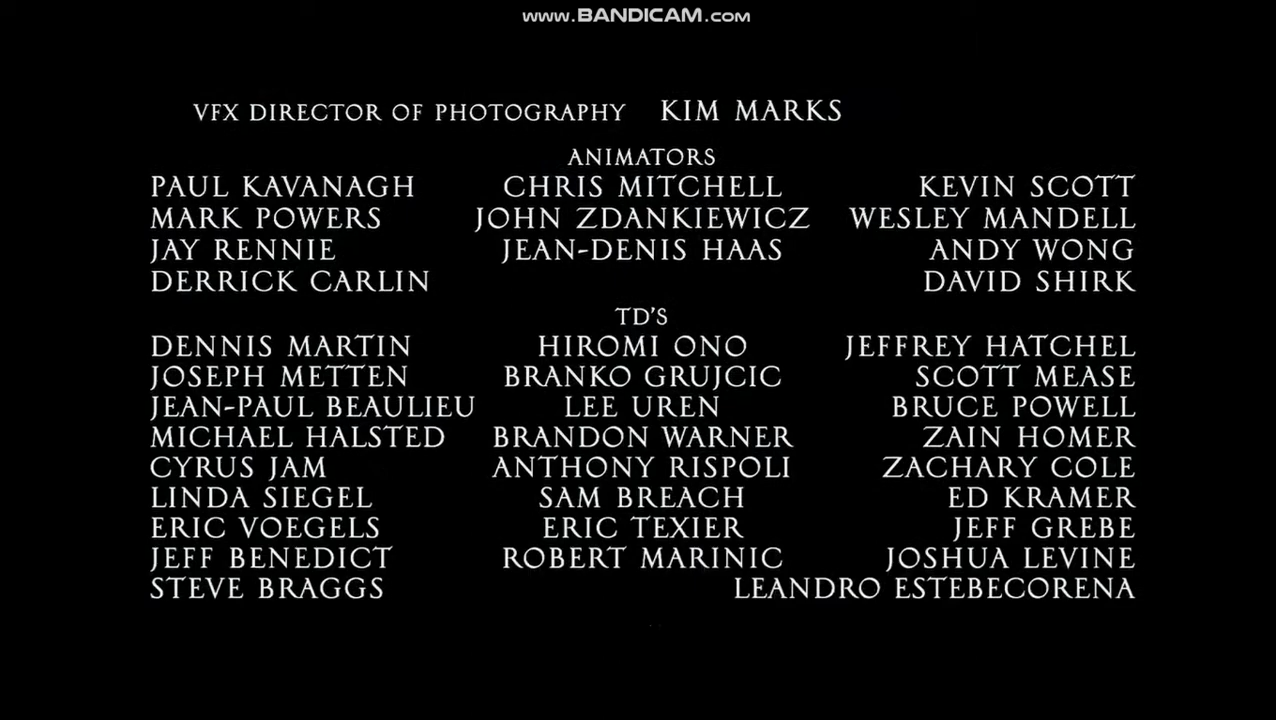 www.BANDICAM.com
VFX DIRECTOR OF PHOTOGRAPHY KIM MARKS
ANIMATORS
PAUL KAVANAGH CHRIS MITCHELL KEVIN SCOTT
MARK POWERS JOHN ZDANKIEWICZ WESLEY MANDELL
JAY RENNIE JEAN-DENIS HAAS ANDY WONG
DERRICK CARLIN DAVID SHIRK
TD'S
DENNIS MARTIN HIROMI ONO JEFFREY HATCHEL
JOSEPH METTEN BRANKO GRUJCIC SCOTT MEASE
JEAN-PAUL BEAULIEU LEE UREN BRUCE POWELL
MICHAEL HALSTED BRANDON WARNER ZAIN HOMER
CYRUS JAM ANTHONY RISPOLI ZACHARY COLE
LINDA SIEGEL SAM BREACH ED KRAMER
ERIC VOEGELS ERIC TEXIER JEFF GREBE
JEFF BENEDICT ROBERT MARINIC JOSHUA LEVINE
STEVE BRAGGS LEANDRO ESTEBECORENA